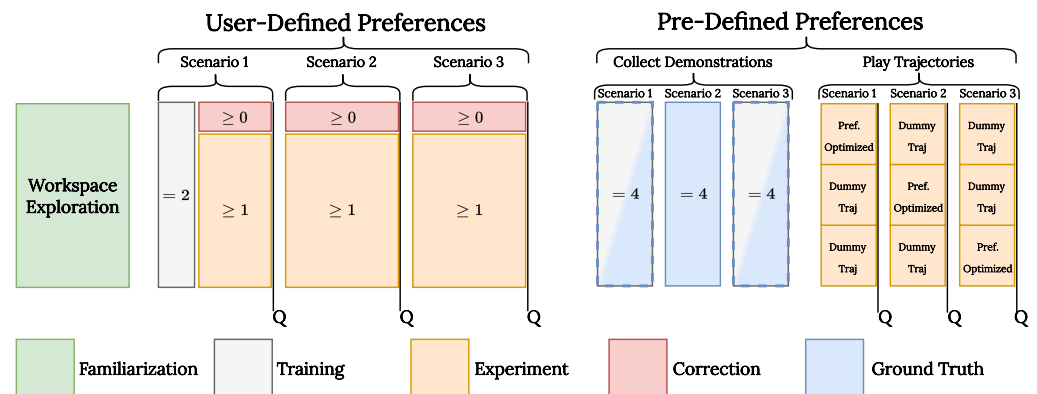 User-Defined Preferences
Pre-Defined Preferences
Scenario 1
Scenario 2
Scenario 3
Collect Demonstrations
Play Trajectories
Scenario 1
Scenario 2
Scenario 3
Scenario 1
Scenario 2
Scenario 3
Workspace
Exploration
= 2
≥ 0
≥ 1
≥ 0
≥ 1
≥ 0
≥ 1
= 4
= 4
= 4
Pref.
Optimized
Dummy
Traj
Dummy
Traj
Dummy
Traj
Pref.
Optimized
Dummy
Traj
Dummy
Traj
Dummy
Traj
Pref.
Optimized
Q
Q
Q
Q
Q
Q
Familiarization
Training
Experiment
Correction
Ground Truth